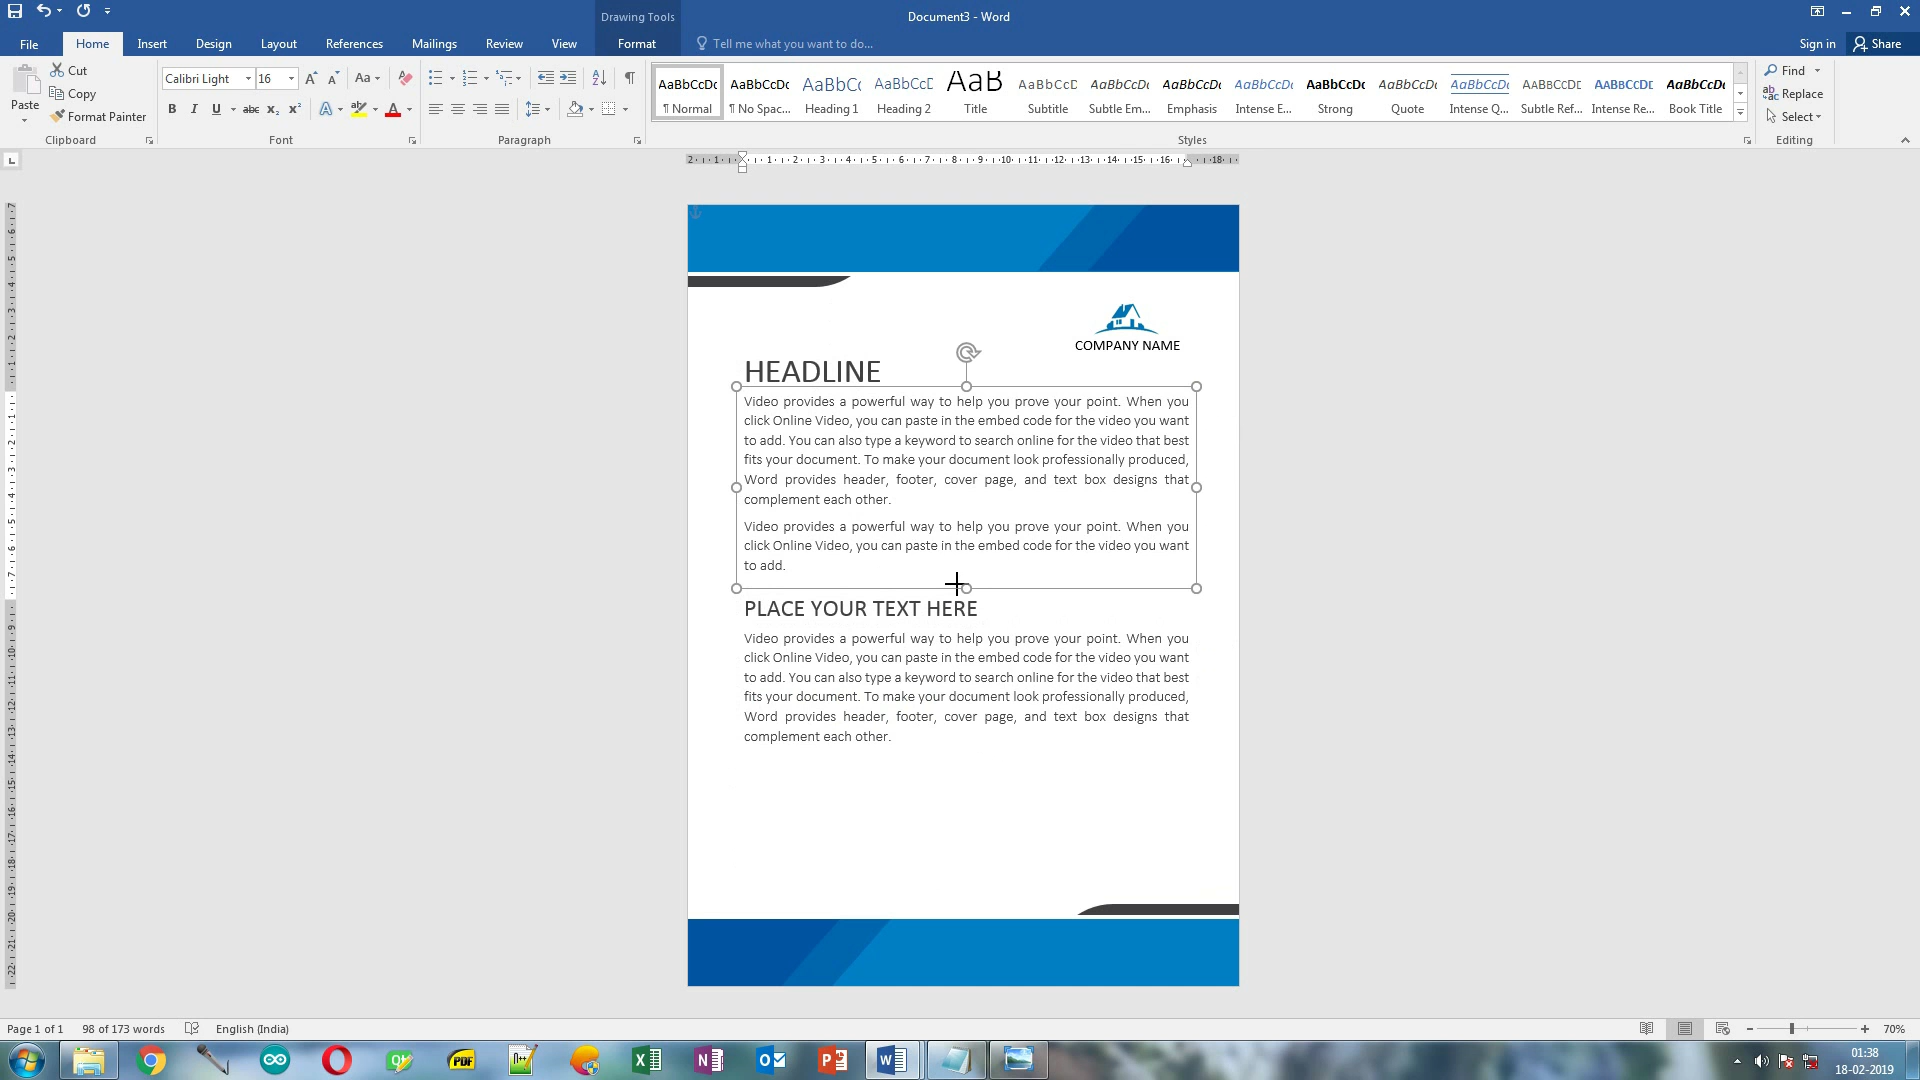 Drawing Tools
Document3 - Word
File
Home
Insert
Design
Layout
References
Mailings
Review
View
Format
Tell me what you want to do...
Sign in
Share
Paste
Cut
Copy
Format Painter
Clipboard
Calibri Light
16
Font
Paragraph
AaBbCcDc
¶ Normal
AaBbCcDc
¶ No Spac...
AaBbCc
Heading 1
AaBbCcD
Heading 2
AaB
Title
AaBbCcD
Subtitle
AaBbCcDc
Subtle Em...
AaBbCcDc
Emphasis
AaBbCcDc
Intense E...
AaBbCcDc
Strong
AaBbCcDc
Quote
AaBbCcDc
Intense Q...
AaBbCcDc
Subtle Ref...
AaBbCcDc
Intense Re...
AaBbCcDc
Book Title
Styles
Find
Replace
Select
Editing
COMPANY NAME
HEADLINE
Video provides a powerful way to help you prove your point. When you
click Online Video, you can paste in the embed code for the video you want
to add. You can also type a keyword to search online for the video that best
fits your document. To make your document look professionally produced,
Word provides header, footer, cover page, and text box designs that
complement each other.
Video provides a powerful way to help you prove your point. When you
click Online Video, you can paste in the embed code for the video you want
to add.
PLACE YOUR TEXT HERE
Video provides a powerful way to help you prove your point. When you
click Online Video, you can paste in the embed code for the video you want
to add. You can also type a keyword to search online for the video that best
fits your document. To make your document look professionally produced,
Word provides header, footer, cover page, and text box designs that
complement each other.
Page 1 of 1
98 of 173 words
English (India)
70%
01:38
18-02-2019